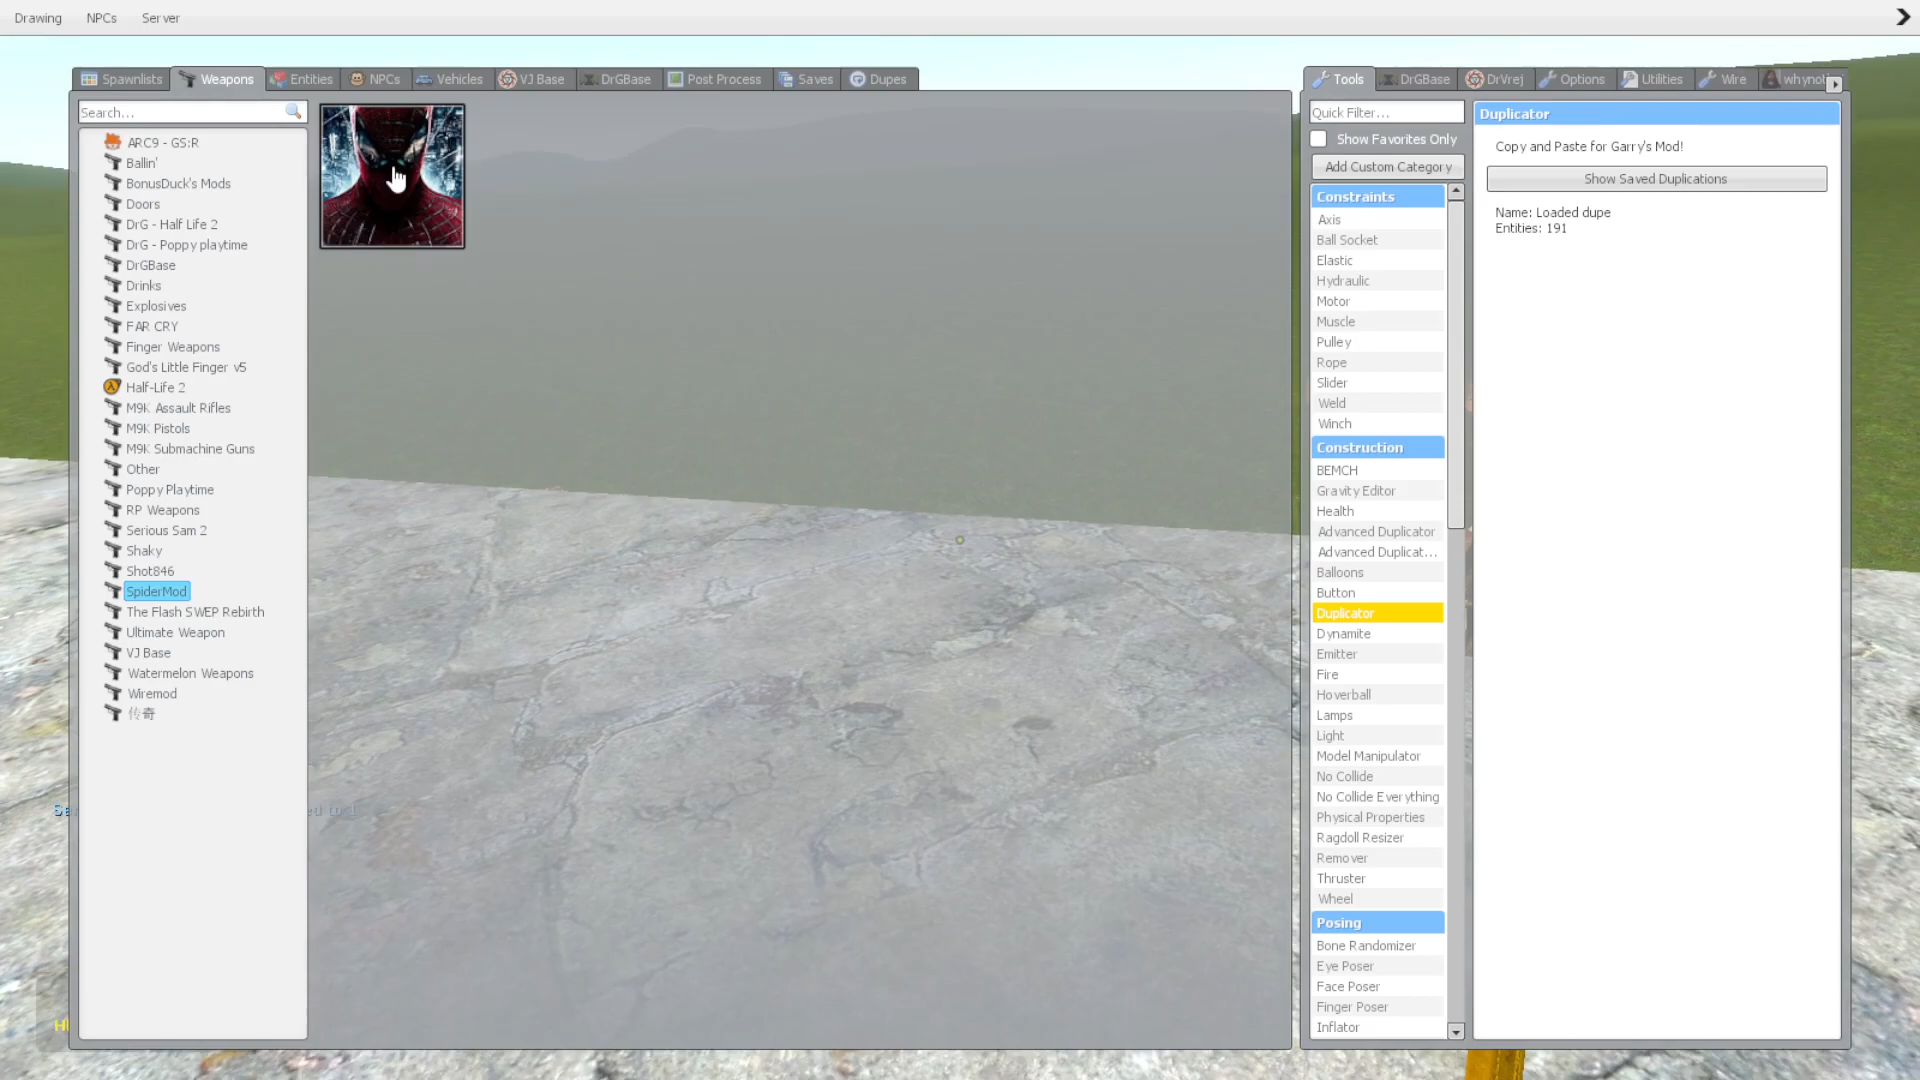 Drawing NPCs Server
Spawnlists Weapons Entities NPCs Vehicles VJ Base DrGBase Post Process Saves Dupes
Search...
ARC9 - GS:R
Ballin'
BonusDuck's Mods
Doors
DrG - Half Life 2
DrG - Poppy playtime
DrGBase
Drinks
Explosives
FAR CRY
Finger Weapons
God's Little Finger v5
Half-Life 2
M9K Assault Rifles
M9K Pistols
M9K Submachine Guns
Other
Poppy Playtime
RP Weapons
Serious Sam 2
Shaky
Shot846
SpiderMod
The Flash SWEP Rebirth
Ultimate Weapon
VJ Base
Watermelon Weapons
Wiremod
传奇
ed to 1
Tools DrGBase DrVrej Options Utilities Wire
Quick Filter...
Show Favorites Only
Add Custom Category
Constraints
Axis
Ball Socket
Elastic
Hydraulic
Motor
Muscle
Pulley
Rope
Slider
Weld
Winch
Construction
BEMCH
Gravity Editor
Health
Advanced Duplicator
Advanced Duplicat...
Balloons
Button
Duplicator
Dynamite
Emitter
Fire
Hoverball
Lamps
Light
Model Manipulator
No Collide
No Collide Everything
Physical Properties
Ragdoll Resizer
Remover
Thruster
Wheel
Posing
Bone Randomizer
Eye Poser
Face Poser
Finger Poser
Inflator
Duplicator
Copy and Paste for Garry's Mod!
Show Saved Duplications
Name: Loaded dupe
Entities: 191